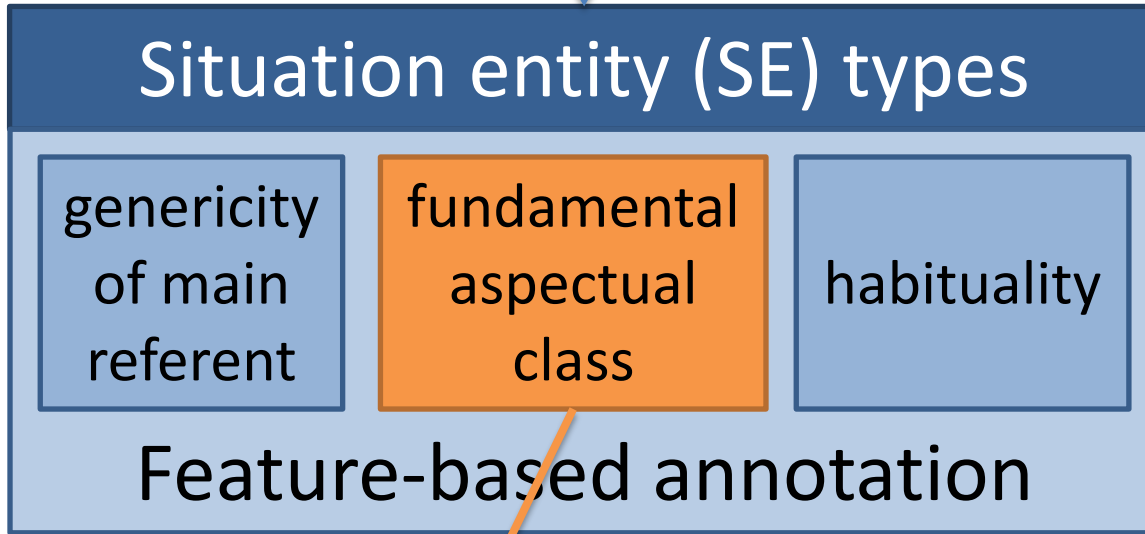 Situation entity (SE) types
genericity
of main
referent
fundamental
aspectual
class
habituality
Feature-based annotation